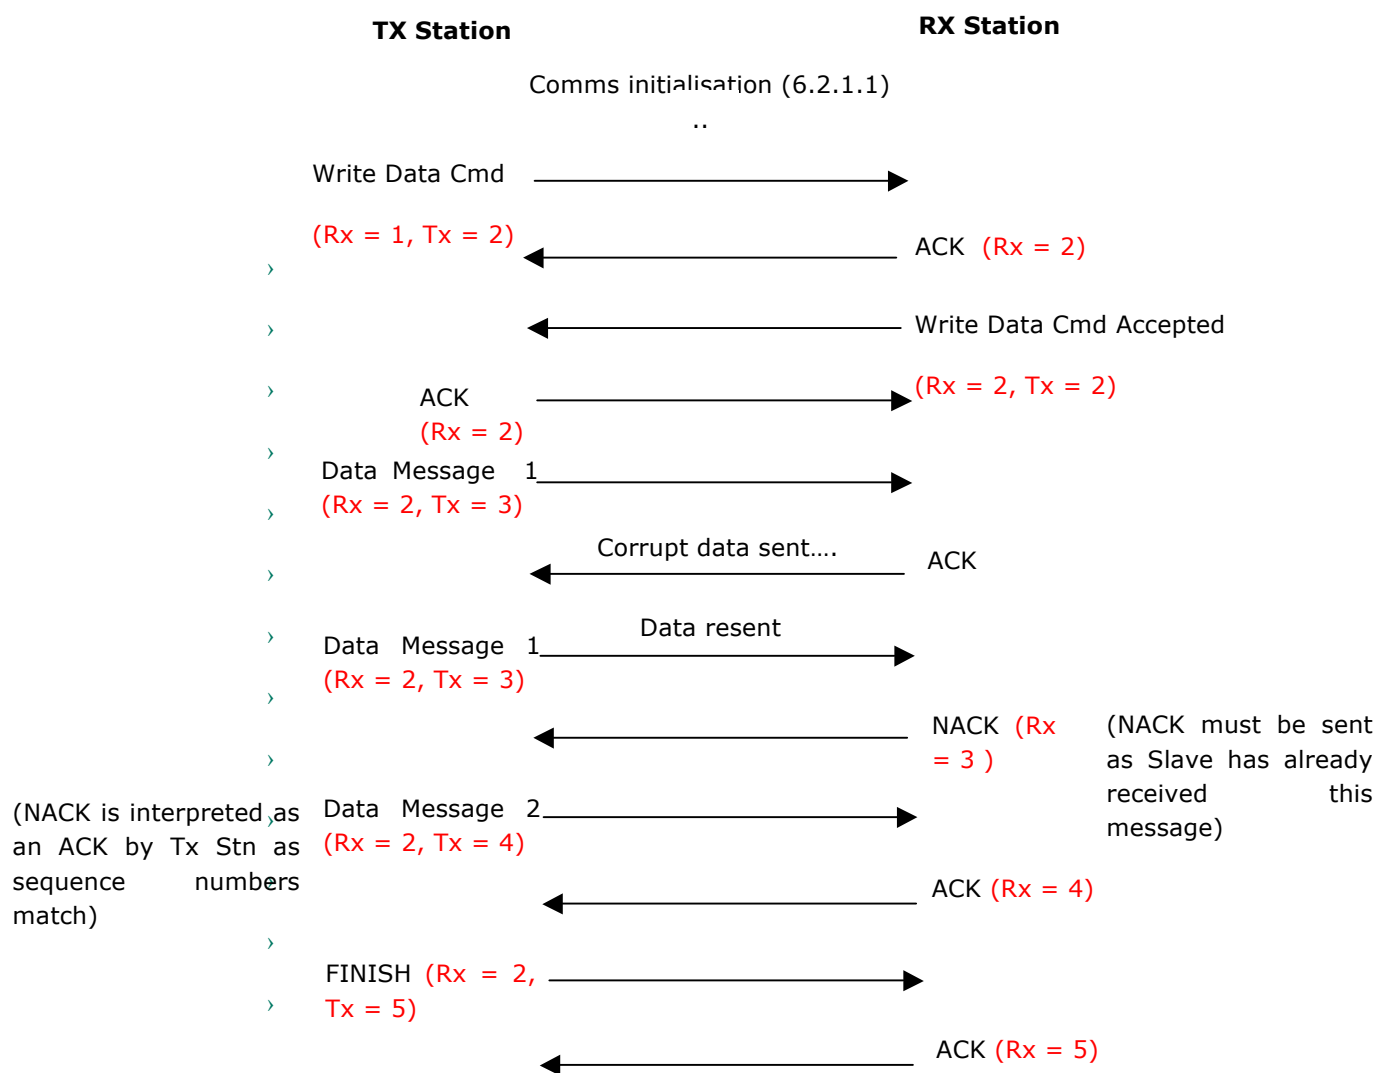 TX Station
RX Station
Comms initialisation (6.2.1.1)
..
Write Data Cmd
(Rx = 1, Tx = 2)
ACK (Rx = 2)
Write Data Cmd Accepted
(Rx = 2, Tx = 2)
ACK
(Rx = 2)
Data Message 1
(Rx = 2, Tx = 3)
Corrupt data sent....
ACK
Data resent
Data Message 1
(Rx = 2, Tx = 3)
NACK (Rx
= 3 )
(NACK must be sent
as Slave has already
received this
message)
(NACK is interpreted as
an ACK by Tx Stn as
sequence numbers
match)
Data Message 2
(Rx = 2, Tx = 4)
ACK (Rx = 4)
FINISH (Rx = 2,
Tx = 5)
ACK (Rx = 5)